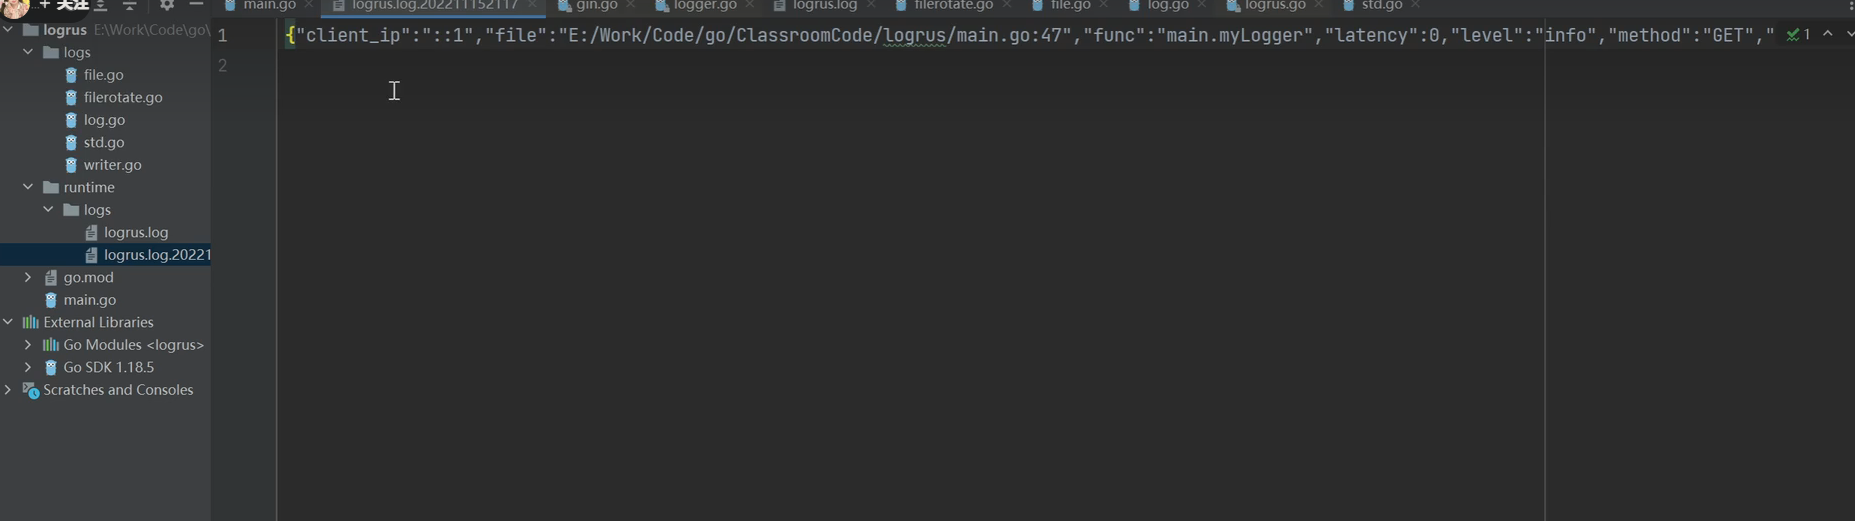 + 关注
main.go
logrus.log.202211152117
gin.go
logger.go
logrus.log
filerotate.go
file.go
log.go
logrus.go
std.go
logrus E:\Work\Code\go\
logs
file.go
filerotate.go
log.go
std.go
writer.go
runtime
logs
logrus.log
logrus.log.20221
go.mod
main.go
External Libraries
Go Modules <logrus>
Go SDK 1.18.5
Scratches and Consoles
1 {"client_ip":"::1","file":"E:/Work/Code/go/ClassroomCode/logrus/main.go:47","func":"main.myLogger","latency":0,"level":"info","method":"GET","
1
2